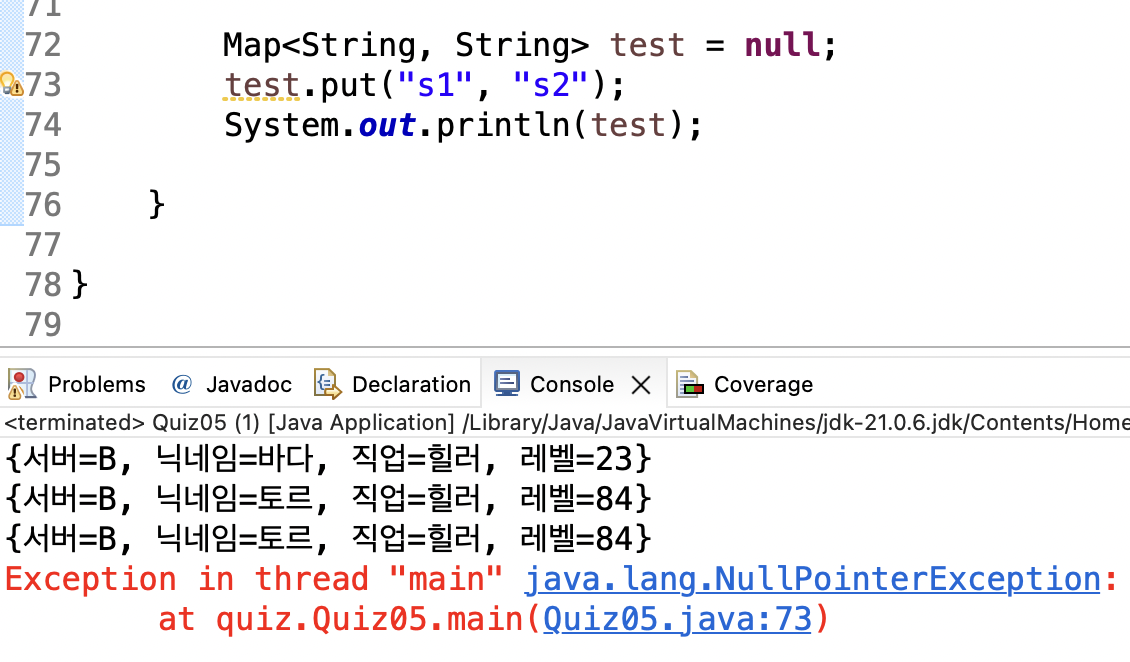 71
72 Map<String, String> test = null;
73 test.put("s1", "s2");
74 System.out.println(test);
75
76 }
77
78 }
79
Problems @ Javadoc Declaration Console Coverage
<terminated> Quiz05 (1) [Java Application] /Library/Java/JavaVirtualMachines/jdk-21.0.6.jdk/Contents/Home
{서버=B, 닉네임=바다, 직업=힐러, 레벨=23}
{서버=B, 닉네임=토르, 직업=힐러, 레벨=84}
{서버=B, 닉네임=토르, 직업=힐러, 레벨=84}
Exception in thread "main" java.lang.NullPointerException:
at quiz.Quiz05.main(Quiz05.java:73)